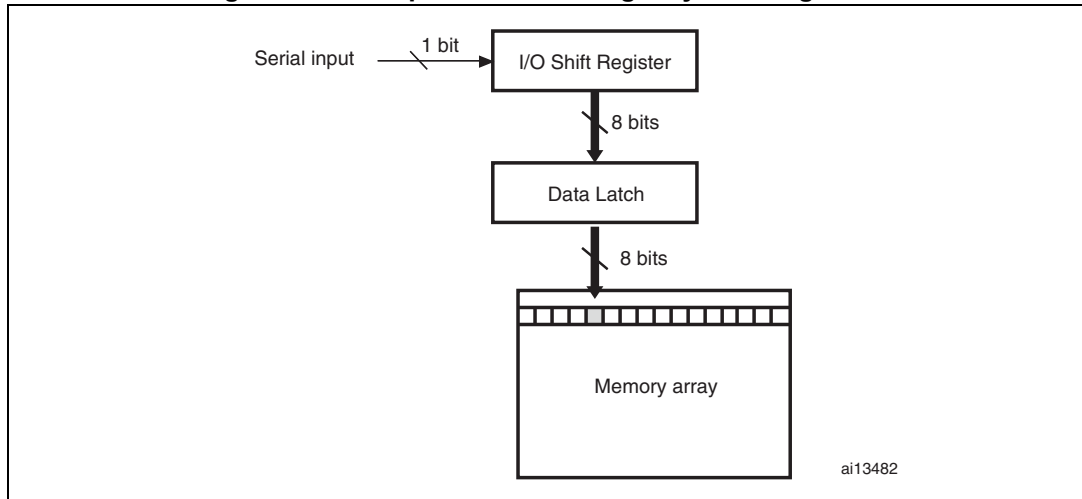 Serial input
1 bit
I/O Shift Register
8 bits
Data Latch
8 bits
Memory array
ai13482